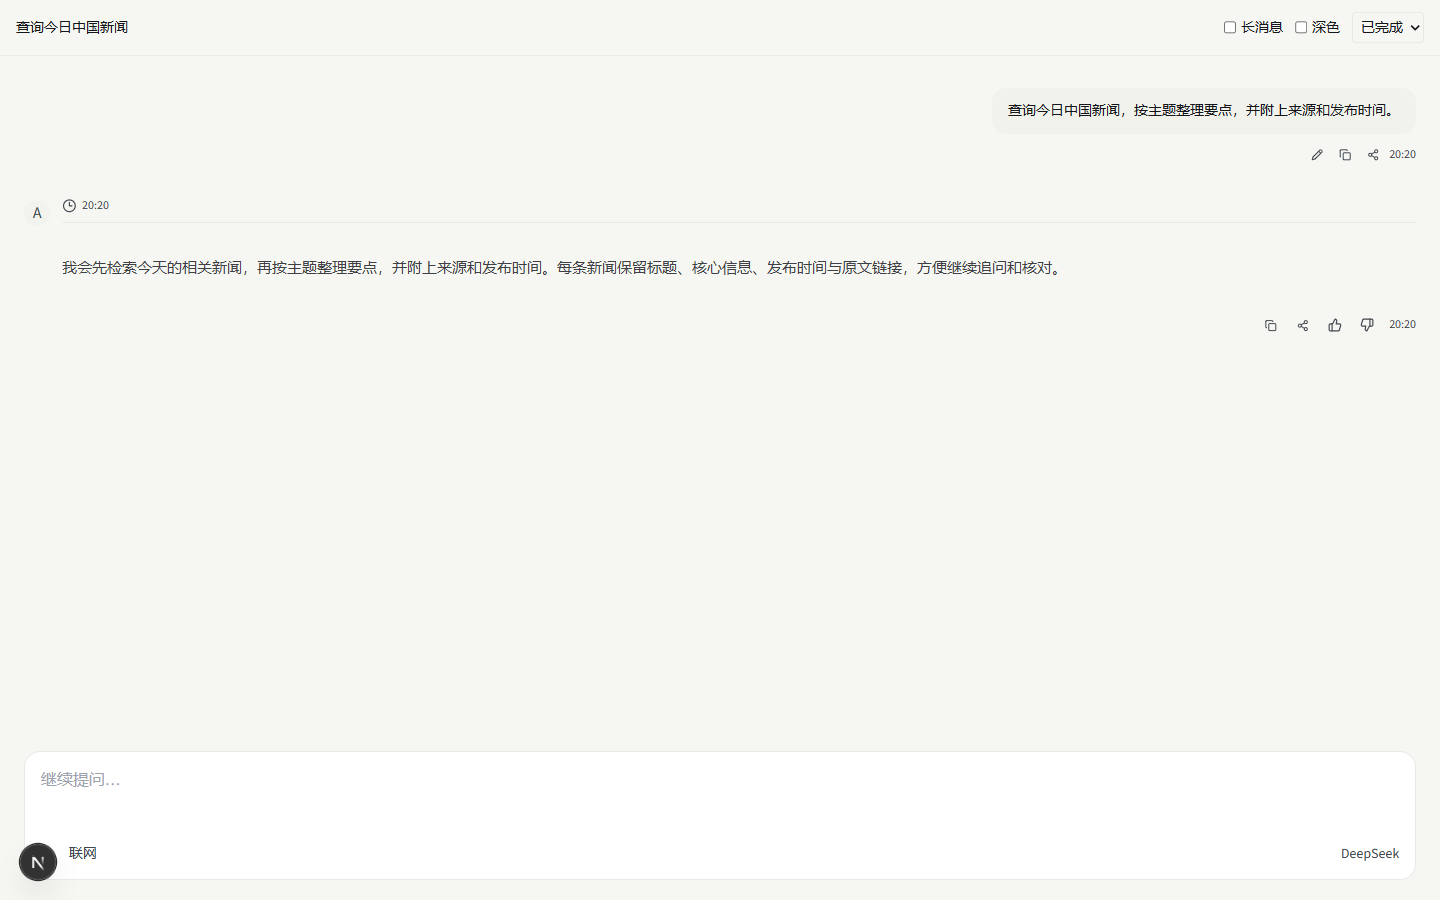 查询今日中国新闻
长消息 深色 已完成
查询今日中国新闻，按主题整理要点，并附上来源和发布时间。
20:20
A 20:20
我会先检索今天的相关新闻，再按主题整理要点，并附上来源和发布时间。每条新闻保留标题、核心信息、发布时间与原文链接，方便继续追问和核对。
20:20
继续提问...
N 联网 DeepSeek